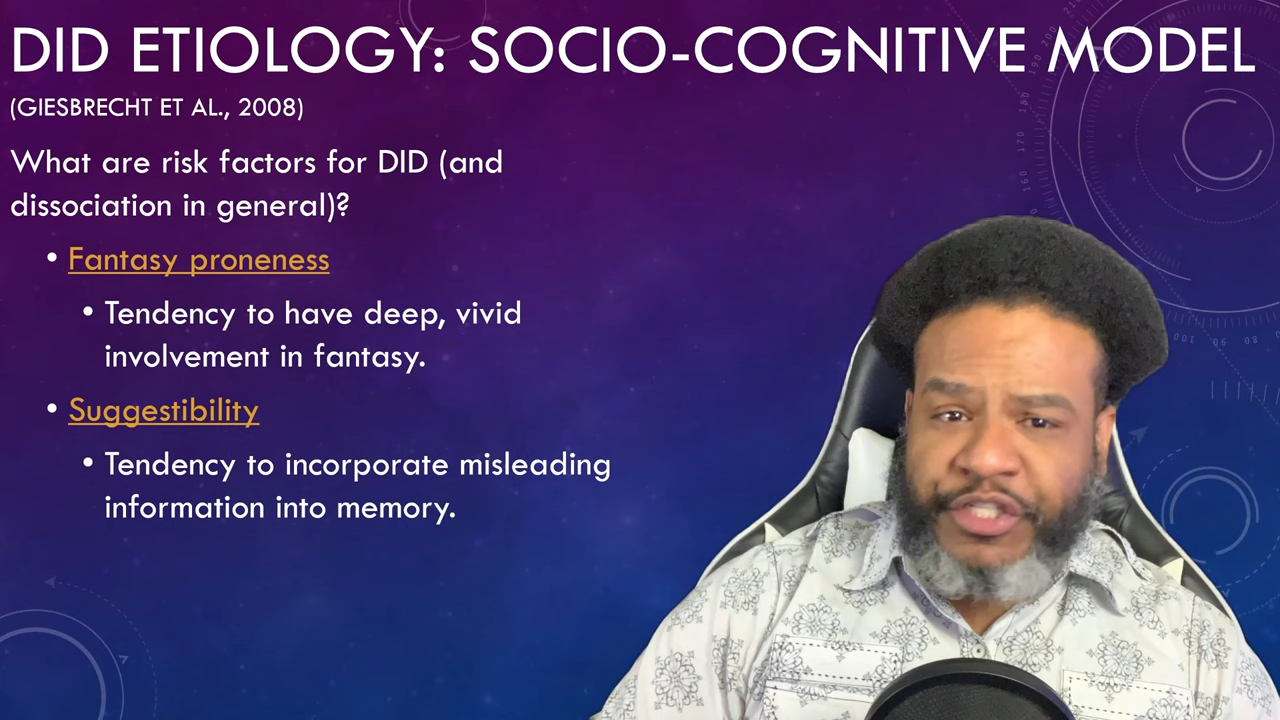 DID ETIOLOGY: SOCIO-COGNITIVE MODEL
(GIESBRECHT ET AL., 2008)
What are risk factors for DID (and
dissociation in general)?
• Fantasy proneness
• Tendency to have deep, vivid
involvement in fantasy.
• Suggestibility
• Tendency to incorporate misleading
information into memory.